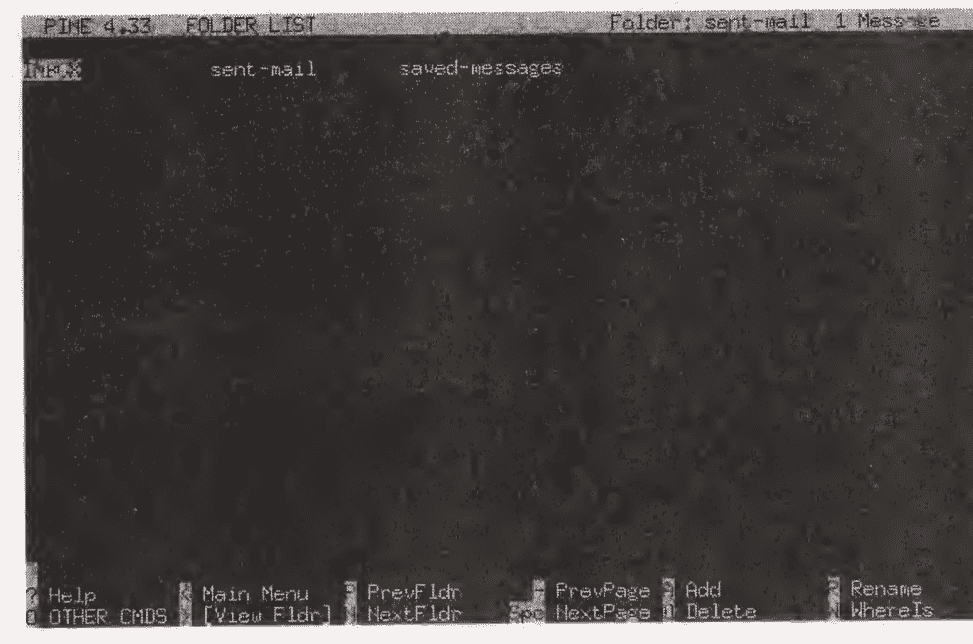 PINE 4.33 FOLDER LIST Folder: sent-mail 1 Message
INBOX sent-mail saved-messages
? Help < Main Menu P PrevFldr - PrevPage A Add R Rename
O OTHER CMDS [View Fldr] N NextFldr Spc NextPage D Delete W WhereIs